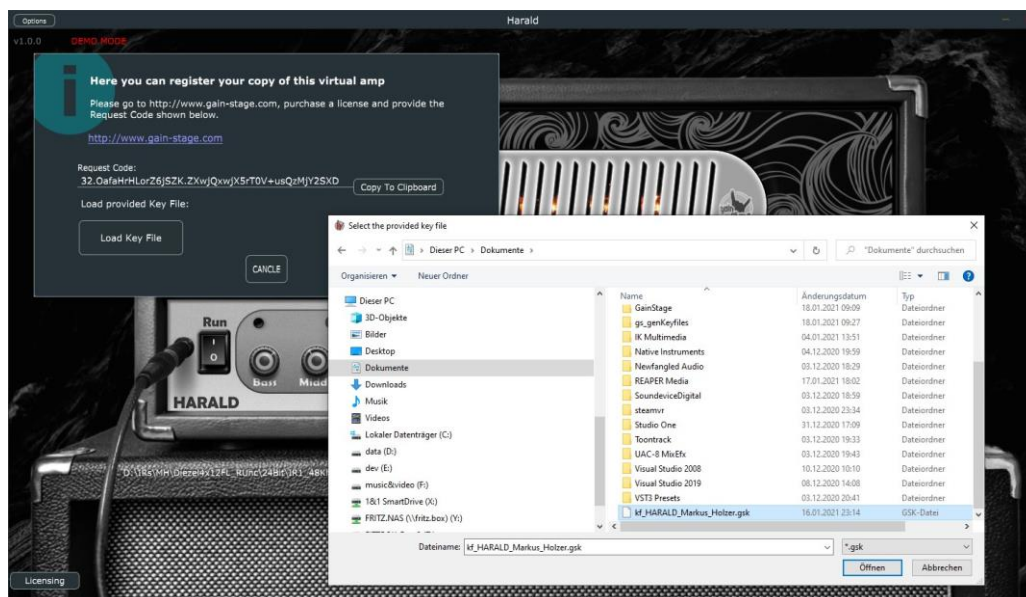 Options
Harald
v1.0.0 DEMO MODE
Here you can register your copy of this virtual amp
Please go to http://www.gain-stage.com, purchase a license and provide the
Request Code shown below.
http://www.gain-stage.com
Request Code:
32.OafaHrHLorZ6jSZK.ZXwjQxwjX5rT0V+usQzMjY2SXD
Copy To Clipboard
Load provided Key File:
Load Key File
CANCLE
Run
Bass
HARALD
Licensing
Select the provided key file
Dieser PC > Dokumente >
"Dokumente" durchsuchen
Organisieren
Neuer Ordner
Dieser PC
3D-Objekte
Bilder
Desktop
Dokumente
Downloads
Musik
Videos
Lokaler Datenträger (C:)
data (D:)
dev (E:)
music&video (F:)
1&1 SmartDrive (X:)
FRITZ.NAS (\\fritz.box) (Y:)
Name Änderungsdatum Typ
GainStage 18.01.2021 09:09 Dateiordner
gs_genKeyfiles 18.01.2021 09:27 Dateiordner
IK Multimedia 04.01.2021 13:51 Dateiordner
Native Instruments 04.12.2020 19:59 Dateiordner
Newfangled Audio 03.12.2020 18:29 Dateiordner
REAPER Media 17.01.2021 18:02 Dateiordner
SoundeviceDigital 03.12.2020 18:59 Dateiordner
steamvr 03.12.2020 23:34 Dateiordner
Studio One 31.12.2020 17:09 Dateiordner
Toontrack 03.12.2020 19:33 Dateiordner
UAC-8 MixEfx 03.12.2020 19:43 Dateiordner
Visual Studio 2008 10.12.2020 10:10 Dateiordner
Visual Studio 2019 08.12.2020 14:08 Dateiordner
VST3 Presets 03.12.2020 20:41 Dateiordner
kf_HARALD_Markus_Holzer.gsk 16.01.2021 23:14 GSK-Datei
Dateiname: kf_HARALD_Markus_Holzer.gsk
*.gsk
Öffnen
Abbrechen